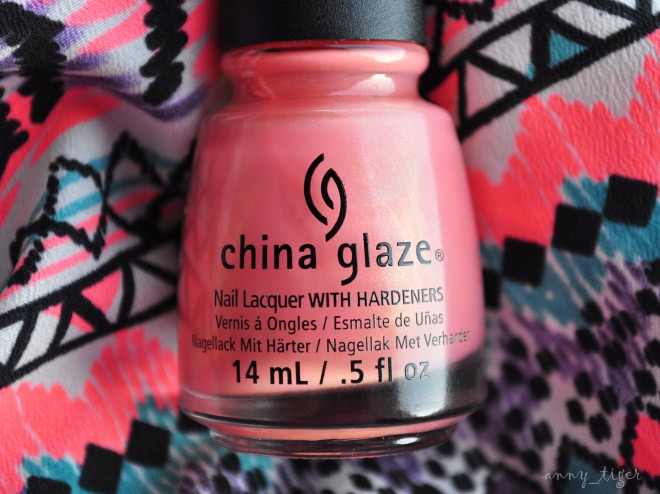 china glaze®
Nail Lacquer WITH HARDENERS
Vernis á Ongles / Esmalte de Uñas
Nagellack Mit Härter / Nagellak Met Verharder
14 mL / .5 fl oz
anny_tiger